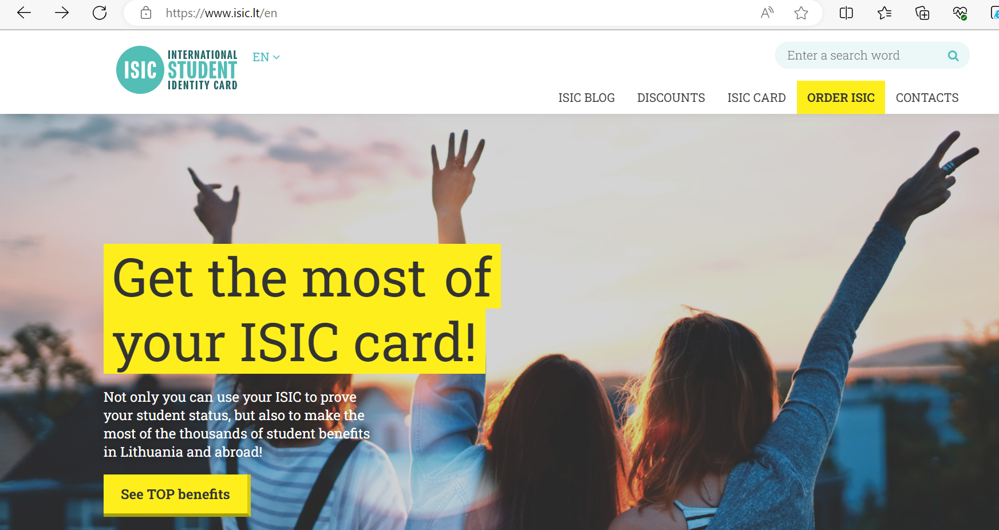 https://www.isic.lt/en
ISIC
INTERNATIONAL
STUDENT
IDENTITY CARD
EN
Enter a search word
ISIC BLOG DISCOUNTS ISIC CARD ORDER ISIC CONTACTS
Get the most of
your ISIC card!
Not only you can use your ISIC to prove
your student status, but also to make the
most of the thousands of student benefits
in Lithuania and abroad!
See TOP benefits